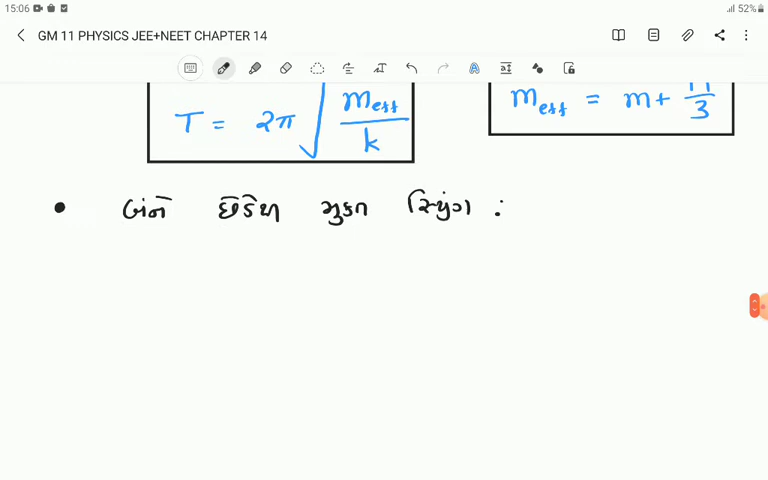 15:06 52%
GM 11 PHYSICS JEE+NEET CHAPTER 14
T = 2π √(m_eff / k)
m_eff = m + M/3
• બંને છેડેથી મુક્ત સ્પ્રિંગ :